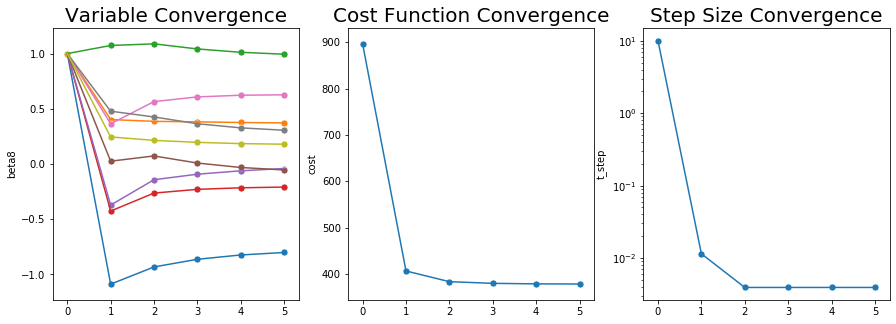 Variable Convergence
beta8
1.0
0.5
0.0
−0.5
−1.0
0 1 2 3 4 5
Cost Function Convergence
cost
900
800
700
600
500
400
0 1 2 3 4 5
Step Size Convergence
t_step
10¹
10⁰
10⁻¹
10⁻²
0 1 2 3 4 5